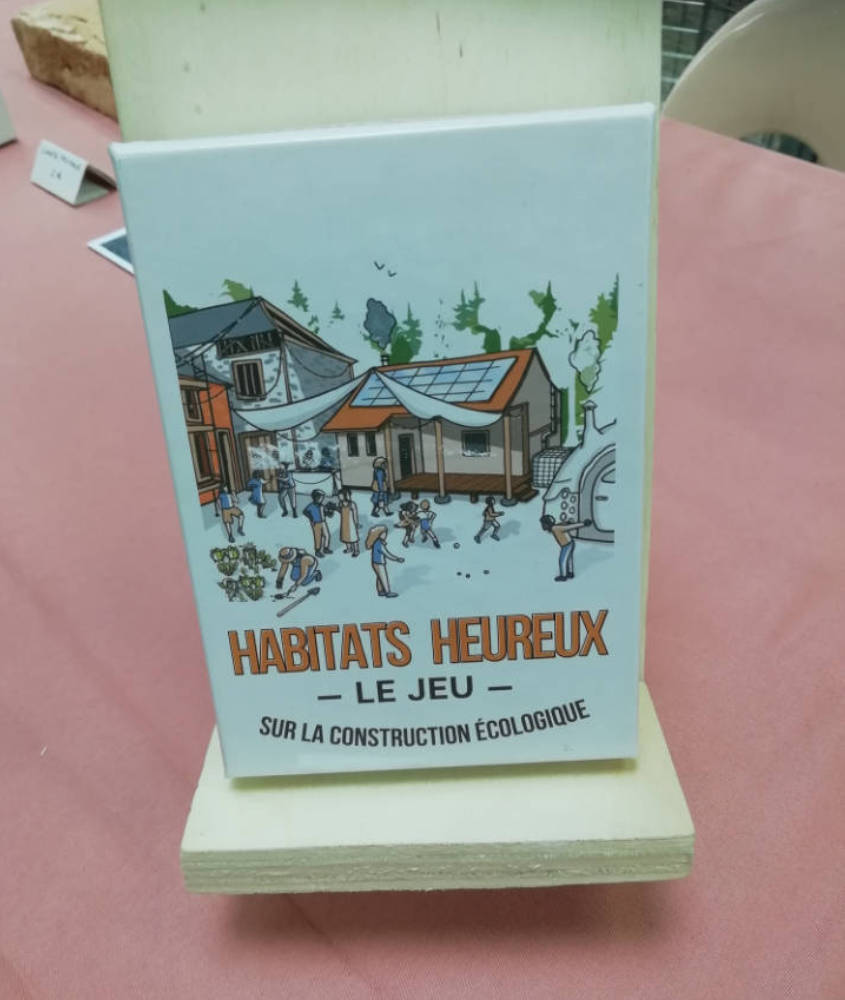 HABITATS HEUREUX
– LE JEU –
SUR LA CONSTRUCTION ÉCOLOGIQUE